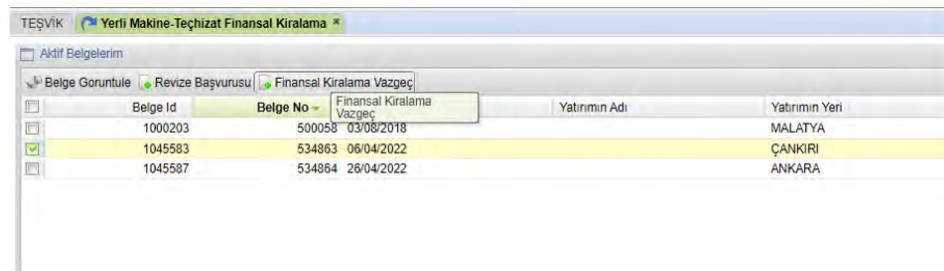 TEŞVİK Yerli Makine-Teçhizat Finansal Kiralama
Aktif Belgelerim
Belge Goruntule Revize Başvurusu Finansal Kiralama Vazgeç
Belge Id Belge No Finansal Kiralama Vazgeç Yatırımın Adı Yatırımın Yeri
1000203 500058 03/08/2018 MALATYA
1045583 534863 06/04/2022 ÇANKIRI
1045587 534864 26/04/2022 ANKARA